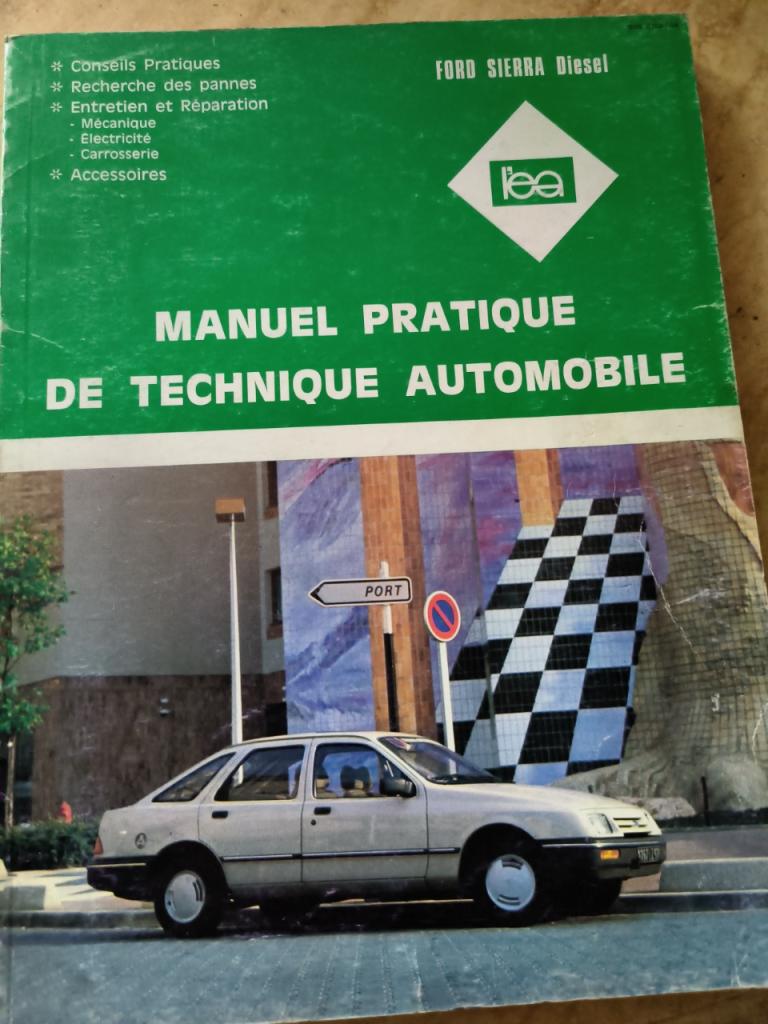 * Conseils Pratiques
* Recherche des pannes
* Entretien et Réparation
- Mécanique
- Électricité
- Carrosserie
* Accessoires
FORD SIERRA Diesel
l'ea
MANUEL PRATIQUE
DE TECHNIQUE AUTOMOBILE
PORT